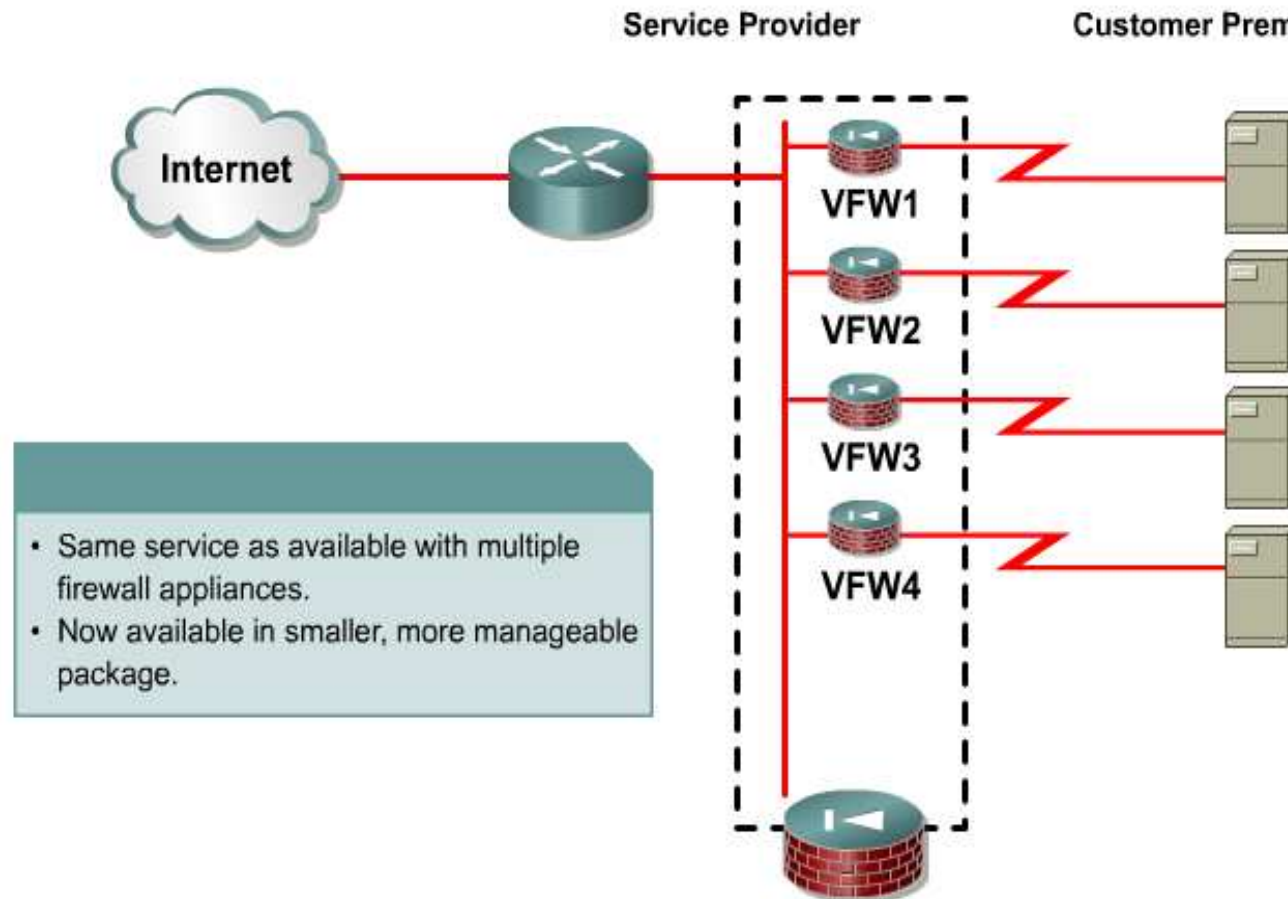 Service Provider
Customer Prem
Internet
VFW1
VFW2
VFW3
VFW4
• Same service as available with multiple
firewall appliances.
• Now available in smaller, more manageable
package.